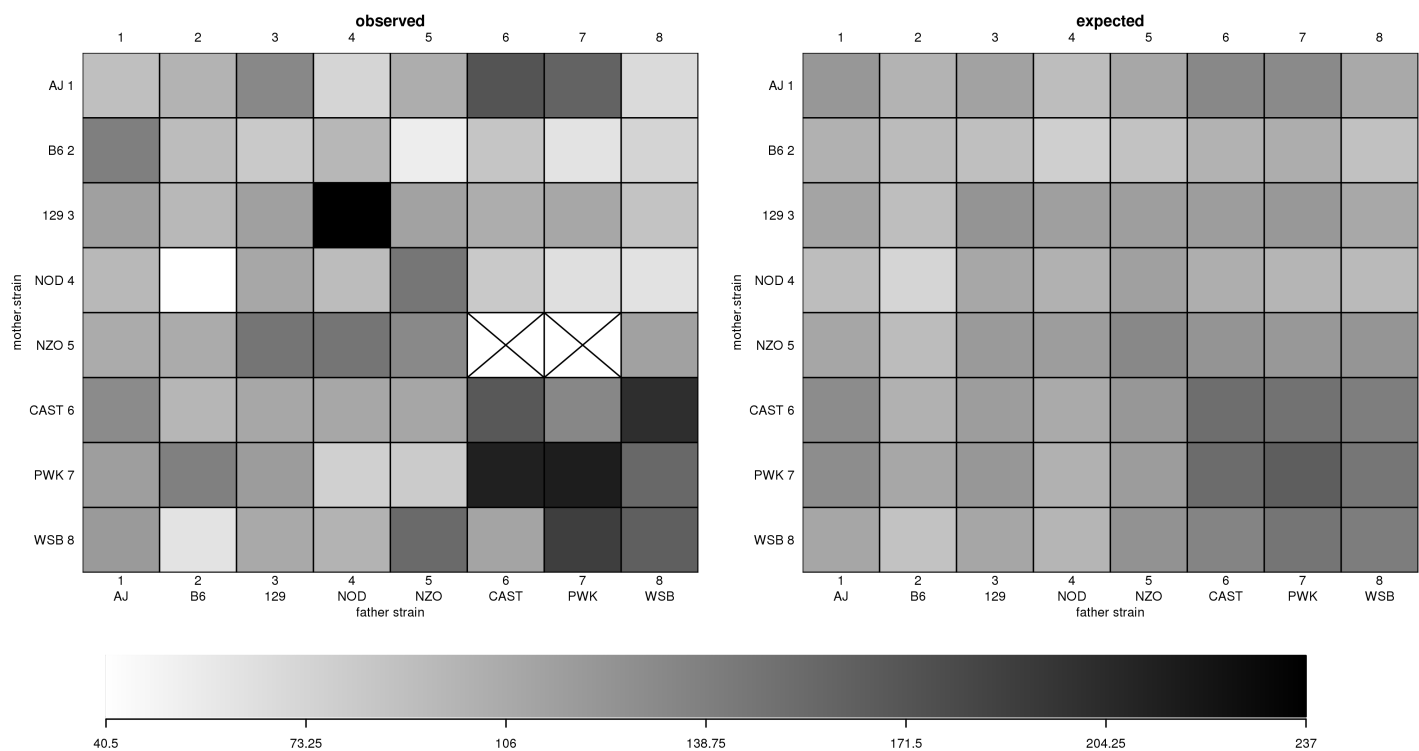 observed
1 2 3 4 5 6 7 8
AJ 1
B6 2
129 3
NOD 4
NZO 5
CAST 6
PWK 7
WSB 8
mother.strain
1 2 3 4 5 6 7 8
AJ B6 129 NOD NZO CAST PWK WSB
father strain
expected
1 2 3 4 5 6 7 8
AJ 1
B6 2
129 3
NOD 4
NZO 5
CAST 6
PWK 7
WSB 8
mother.strain
1 2 3 4 5 6 7 8
AJ B6 129 NOD NZO CAST PWK WSB
father strain
40.5 73.25 106 138.75 171.5 204.25 237